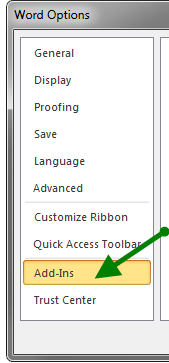 Word Options
General
Display
Proofing
Save
Language
Advanced
Customize Ribbon
Quick Access Toolbar
Add-Ins
Trust Center